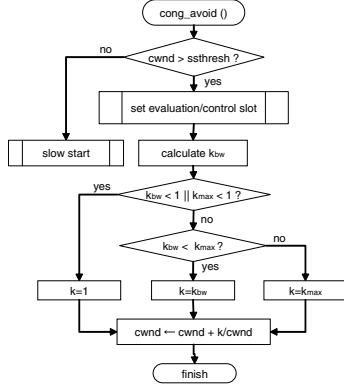 cong_avoid ()
no
cwnd > ssthresh ?
yes
set evaluation/control slot
slow start
calculate kbw
yes
kbw < 1 || kmax < 1 ?
no
kbw < kmax ?
no
yes
k=1
k=kbw
k=kmax
cwnd ← cwnd + k/cwnd
finish